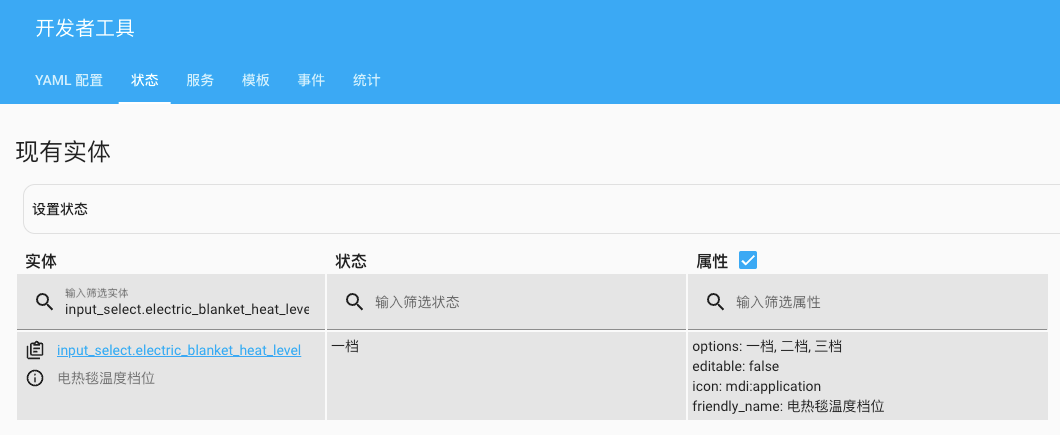 开发者工具
YAML 配置 状态 服务 模板 事件 统计
现有实体
设置状态
实体 状态 属性
输入筛选实体
input_select.electric_blanket_heat_leve 输入筛选状态 输入筛选属性
input_select.electric_blanket_heat_level 一档 options: 一档, 二档, 三档
editable: false
电热毯温度档位 icon: mdi:application
friendly_name: 电热毯温度档位